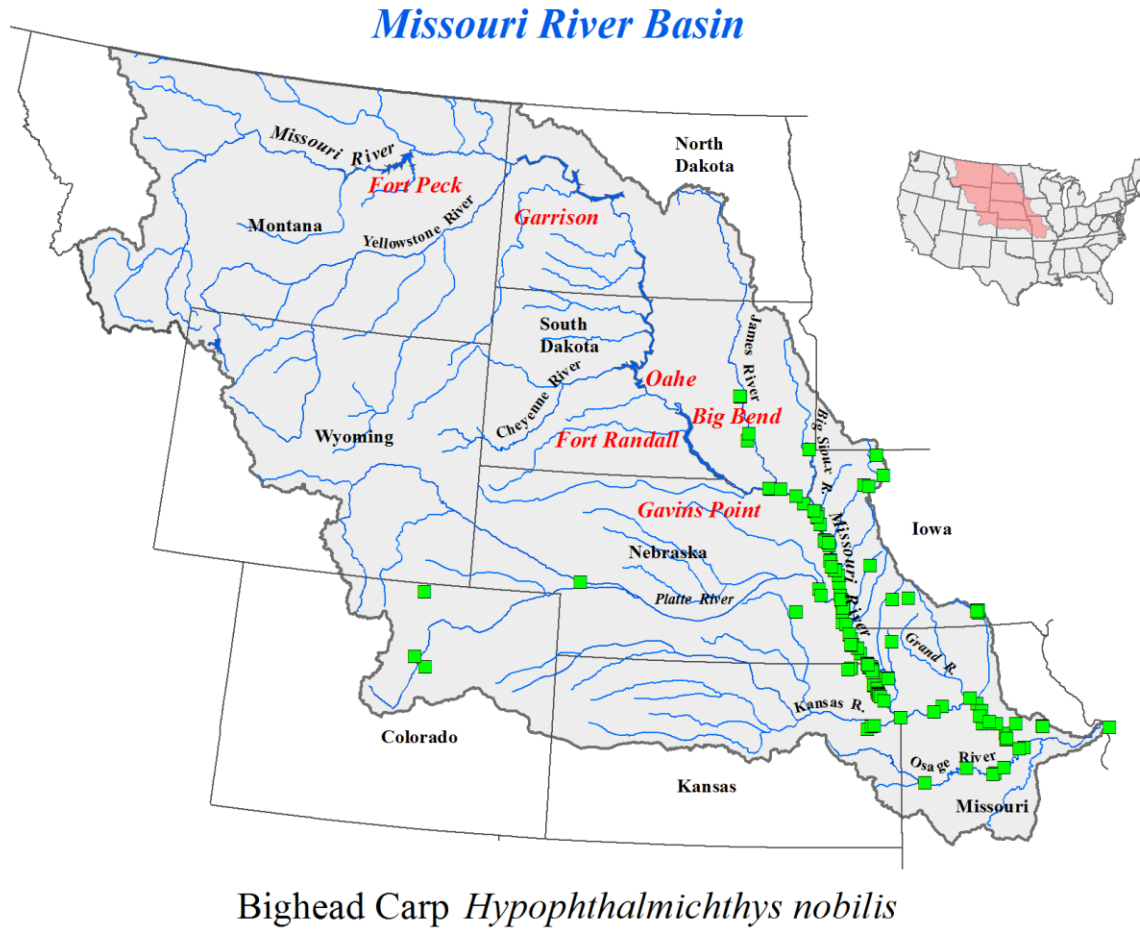 Missouri River Basin
North
Dakota
Missouri River
Fort Peck
Garrison
Montana
Yellowstone River
South
Dakota
James River
Oahe
Cheyenne River
Big Bend
Big Sioux R.
Wyoming
Fort Randall
Gavins Point
Missouri River
Iowa
Nebraska
Platte River
Grand R.
Kansas R.
Colorado
Osage River
Kansas
Missouri
Bighead Carp Hypophthalmichthys nobilis